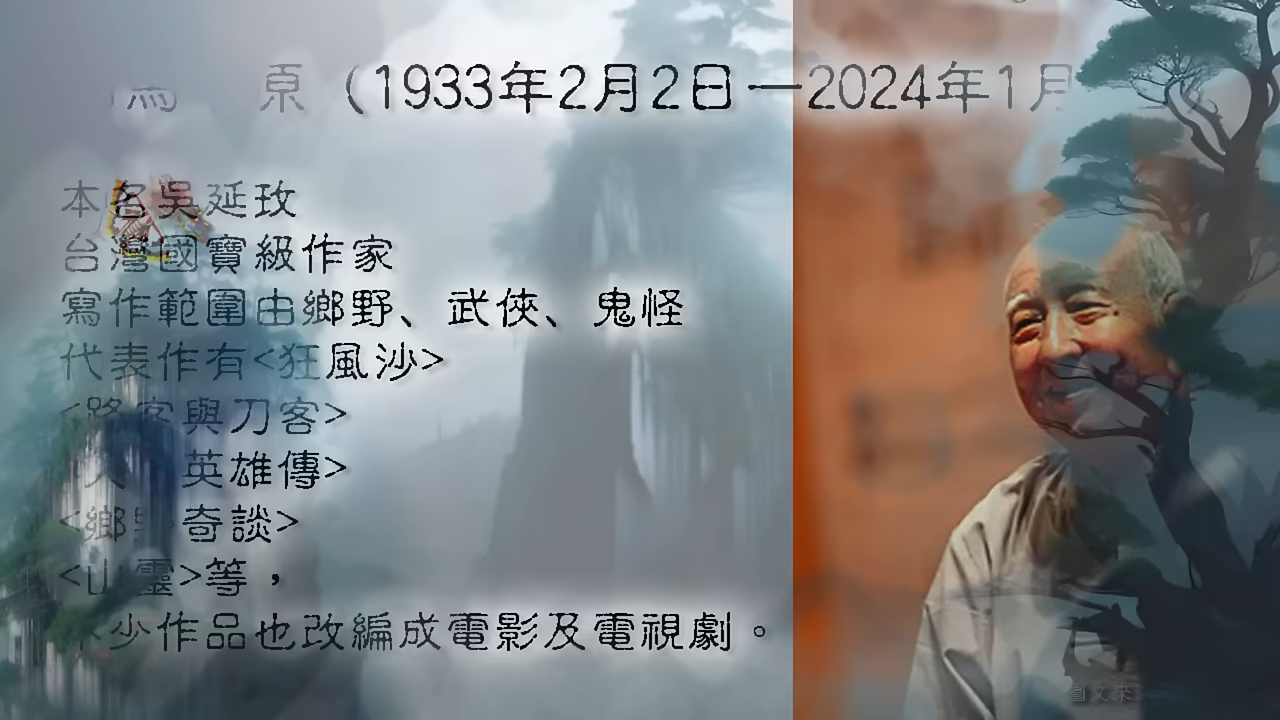 馬 原（1933年2月2日—2024年1月
本名吳延玫
台灣國寶級作家
寫作範圍由鄉野、武俠、鬼怪
代表作有<狂風沙>
<路客與刀客>
英雄傳>
<鄉野奇談>
<山靈>等，
不少作品也改編成電影及電視劇。